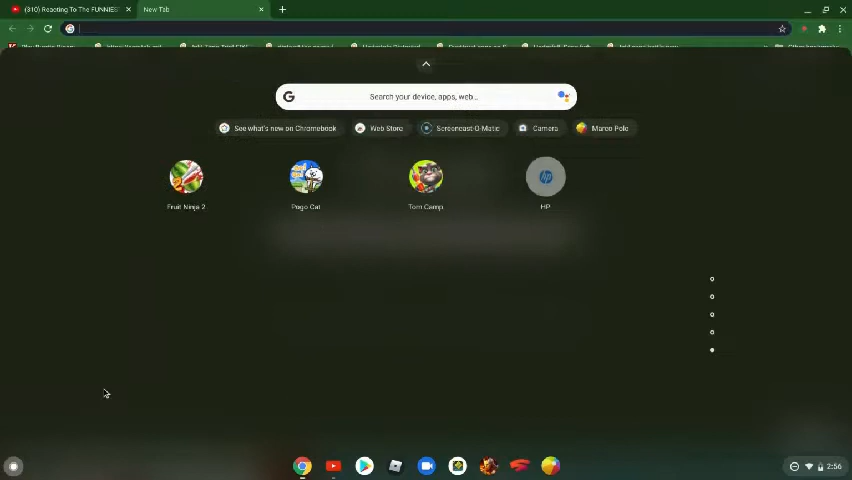 (310) Reacting To The FUNNIEST
New Tab
Search your device, apps, web...
See what's new on Chromebook
Web Store
Screencast-O-Matic
Camera
Marco Polo
Fruit Ninja 2
Pogo Cat
Tom Camp
HP
2:56